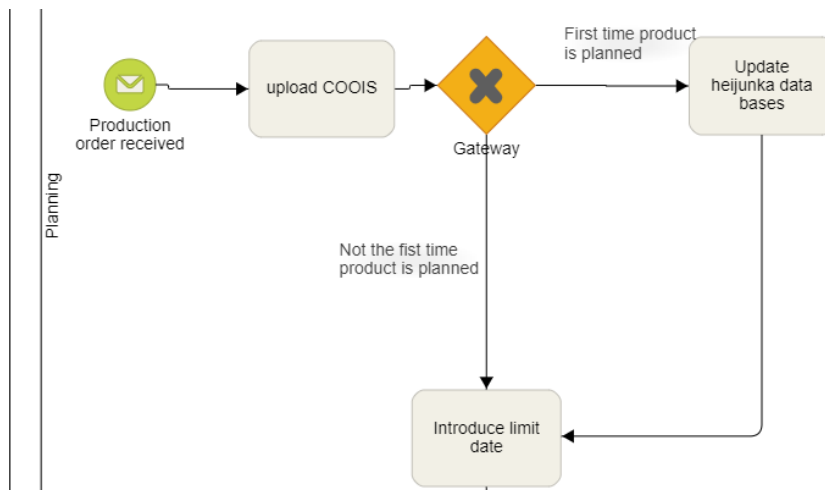 First time product
is planned
Update
heijunka data
bases
upload COOIS
Production
order received
Gateway
Planning
Not the fist time
product is planned
Introduce limit
date